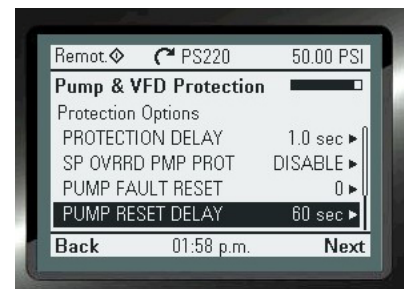 Remot. PS220 50.00 PSI
Pump & VFD Protection
Protection Options
PROTECTION DELAY 1.0 sec
SP OVRRD PMP PROT DISABLE
PUMP FAULT RESET 0
PUMP RESET DELAY 60 sec
Back 01:58 p.m. Next